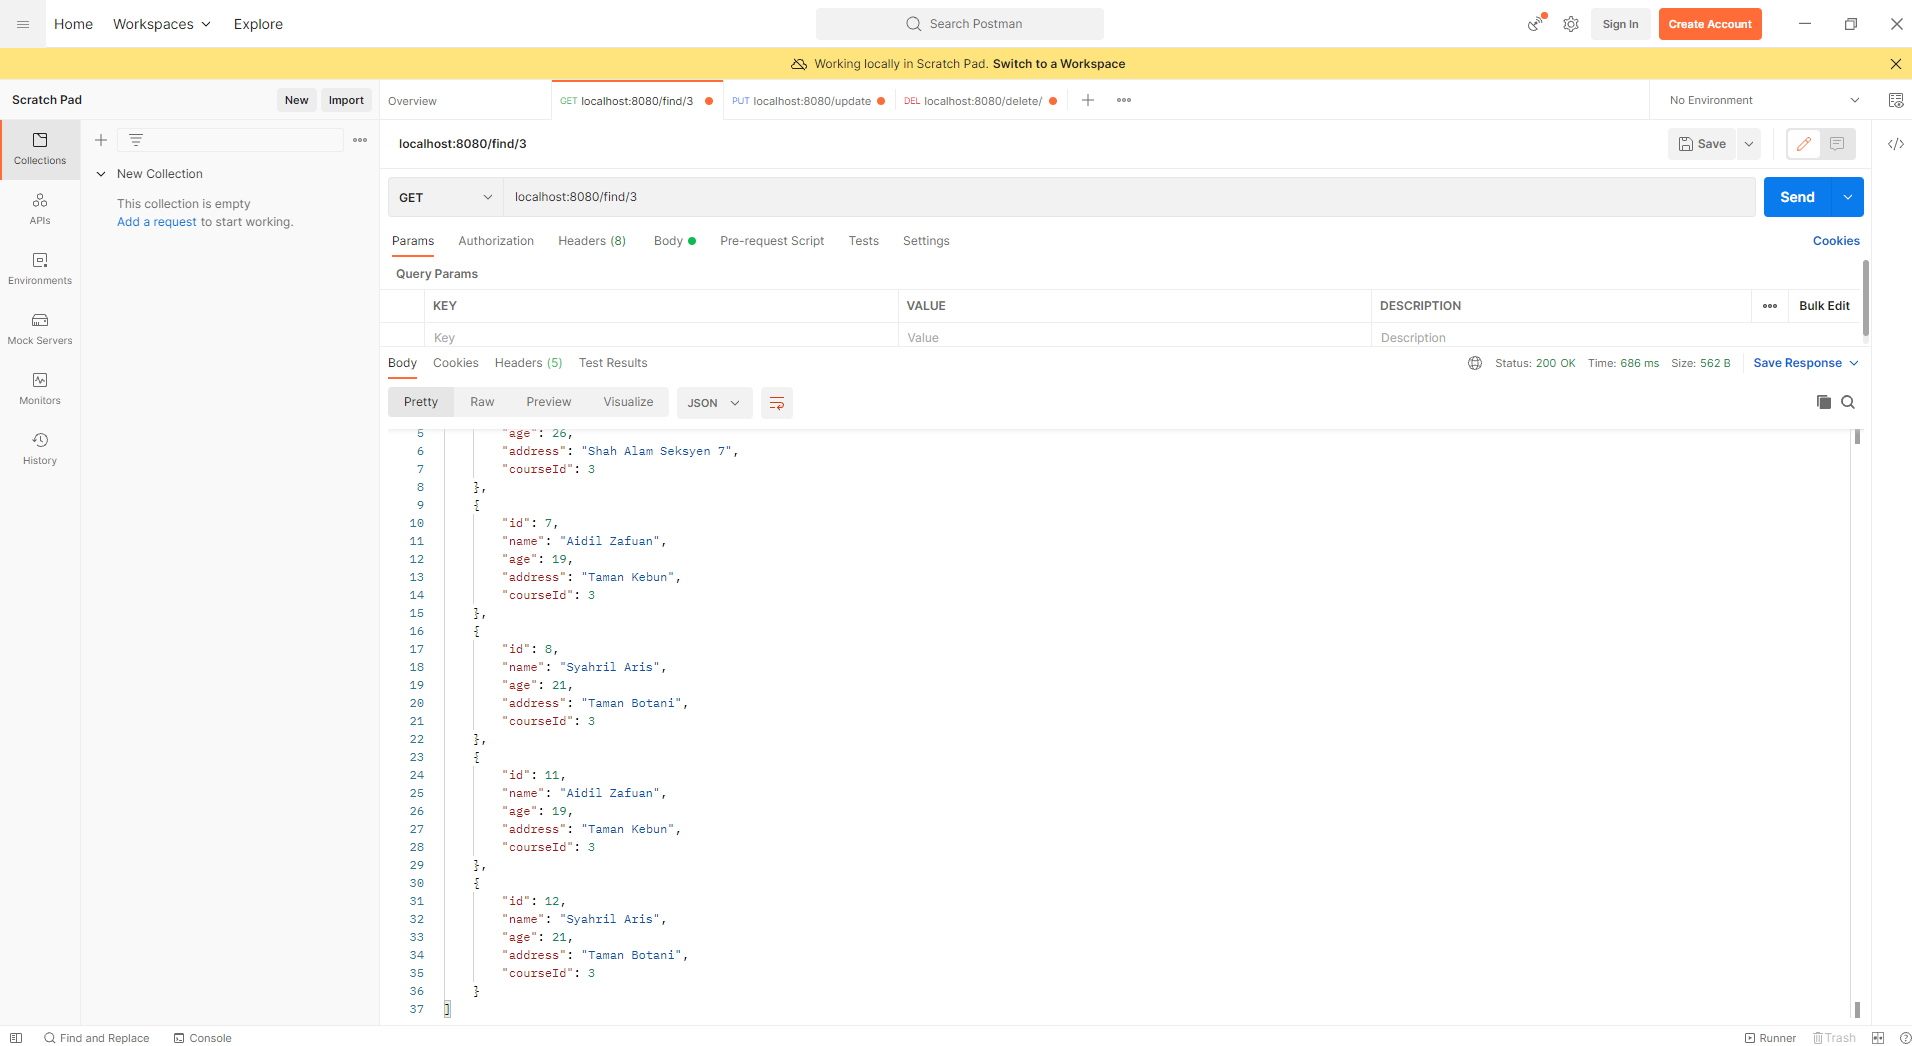 Home Workspaces Explore Search Postman Sign In Create Account
Working locally in Scratch Pad. Switch to a Workspace
Scratch Pad New Import Overview GET localhost:8080/find/3 PUT localhost:8080/update DEL localhost:8080/delete/ No Environment
Collections
APIs
Environments
Mock Servers
Monitors
History
New Collection
This collection is empty
Add a request to start working.
localhost:8080/find/3 Save
GET localhost:8080/find/3 Send
Params Authorization Headers (8) Body Pre-request Script Tests Settings Cookies
Query Params
KEY VALUE DESCRIPTION Bulk Edit
Key Value Description
Body Cookies Headers (5) Test Results Status: 200 OK Time: 686 ms Size: 562 B Save Response
Pretty Raw Preview Visualize JSON
5 "age": 26,
6 "address": "Shah Alam Seksyen 7",
7 "courseId": 3
8 },
9 {
10 "id": 7,
11 "name": "Aidil Zafuan",
12 "age": 19,
13 "address": "Taman Kebun",
14 "courseId": 3
15 },
16 {
17 "id": 8,
18 "name": "Syahril Aris",
19 "age": 21,
20 "address": "Taman Botani",
21 "courseId": 3
22 },
23 {
24 "id": 11,
25 "name": "Aidil Zafuan",
26 "age": 19,
27 "address": "Taman Kebun",
28 "courseId": 3
29 },
30 {
31 "id": 12,
32 "name": "Syahril Aris",
33 "age": 21,
34 "address": "Taman Botani",
35 "courseId": 3
36 }
37 ]
Find and Replace Console Runner Trash